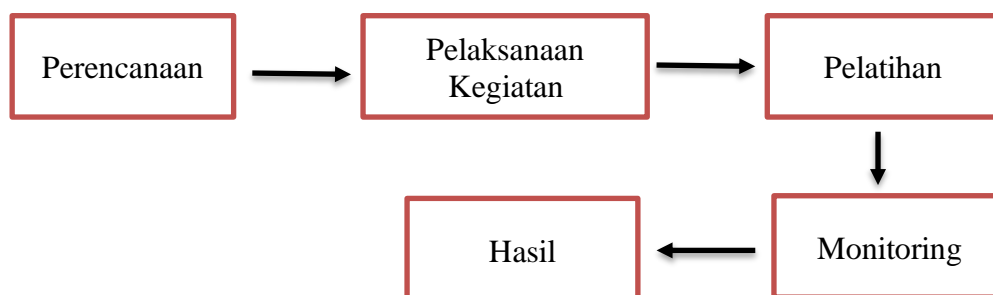 Perencanaan
Pelaksanaan
Kegiatan
Pelatihan
Monitoring
Hasil